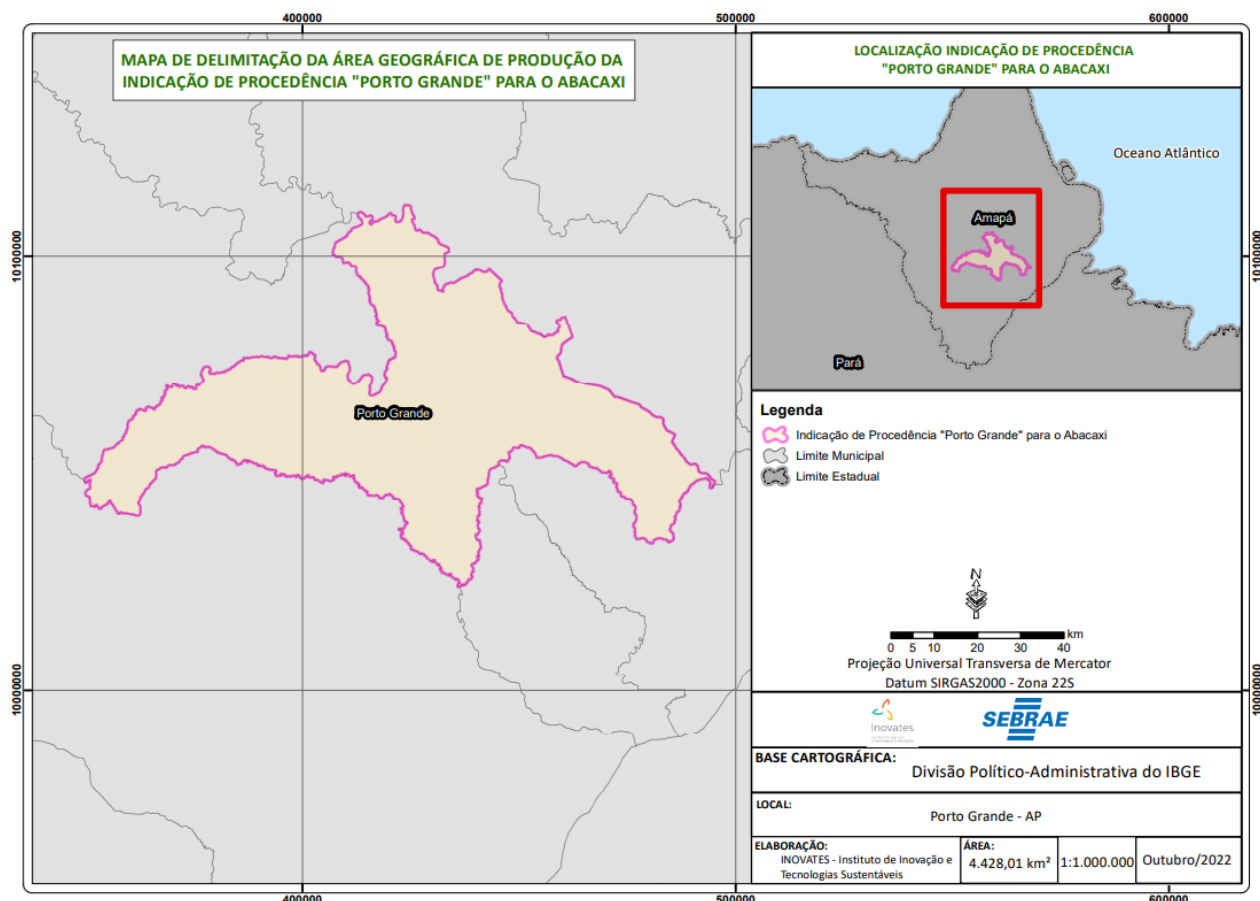 400000
500000
600000
MAPA DE DELIMITAÇÃO DA ÁREA GEOGRÁFICA DE PRODUÇÃO DA
INDICAÇÃO DE PROCEDÊNCIA "PORTO GRANDE" PARA O ABACAXI
LOCALIZAÇÃO INDICAÇÃO DE PROCEDÊNCIA
"PORTO GRANDE" PARA O ABACAXI
Oceano Atlântico
Amapá
Pará
10100000
10100000
Porto Grande
Legenda
Indicação de Procedência "Porto Grande" para o Abacaxi
Limite Municipal
Limite Estadual
N
0 5 10 20 30 40 km
Projeção Universal Transversa de Mercator
Datum SIRGAS2000 - Zona 22S
10000000
10000000
inovates
SEBRAE
BASE CARTOGRÁFICA:
Divisão Político-Administrativa do IBGE
LOCAL:
Porto Grande - AP
ELABORAÇÃO:
INOVATES - Instituto de Inovação e
Tecnologias Sustentáveis
ÁREA:
4.428,01 km²
1:1.000.000
Outubro/2022
400000
500000
600000